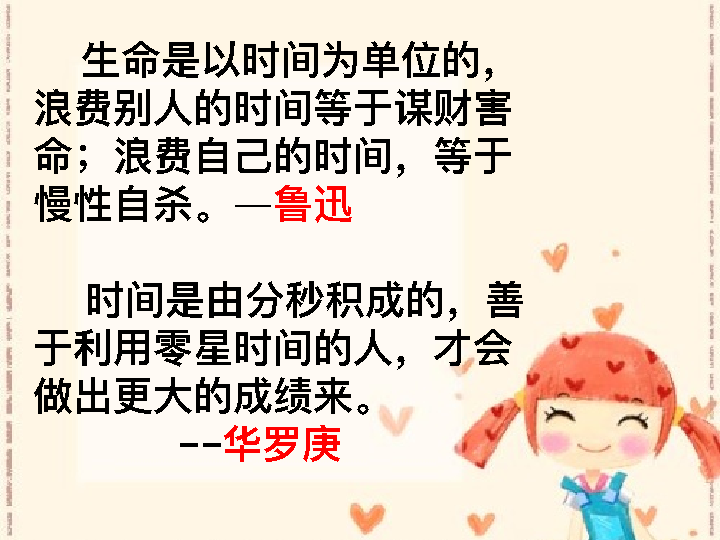 生命是以时间为单位的，
浪费别人的时间等于谋财害
命；浪费自己的时间，等于
慢性自杀。—鲁迅
时间是由分秒积成的，善
于利用零星时间的人，才会
做出更大的成绩来。
--华罗庚